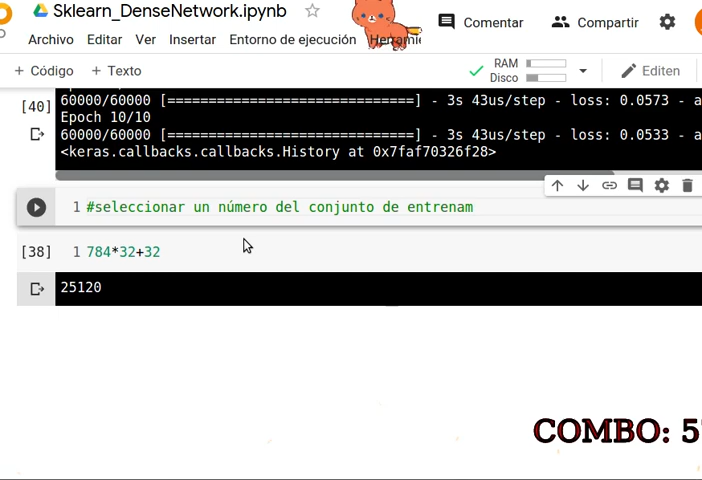 Sklearn_DenseNetwork.ipynb
Comentar
Compartir
Archivo Editar Ver Insertar Entorno de ejecución Herramie
+ Código + Texto
RAM
Disco
Editen
[40]
60000/60000 [==============================] - 3s 43us/step - loss: 0.0573 - a
Epoch 10/10
60000/60000 [==============================] - 3s 43us/step - loss: 0.0533 - a
<keras.callbacks.callbacks.History at 0x7faf70326f28>
1 #seleccionar un número del conjunto de entrenam
[38] 1 784*32+32
25120
COMBO: 5